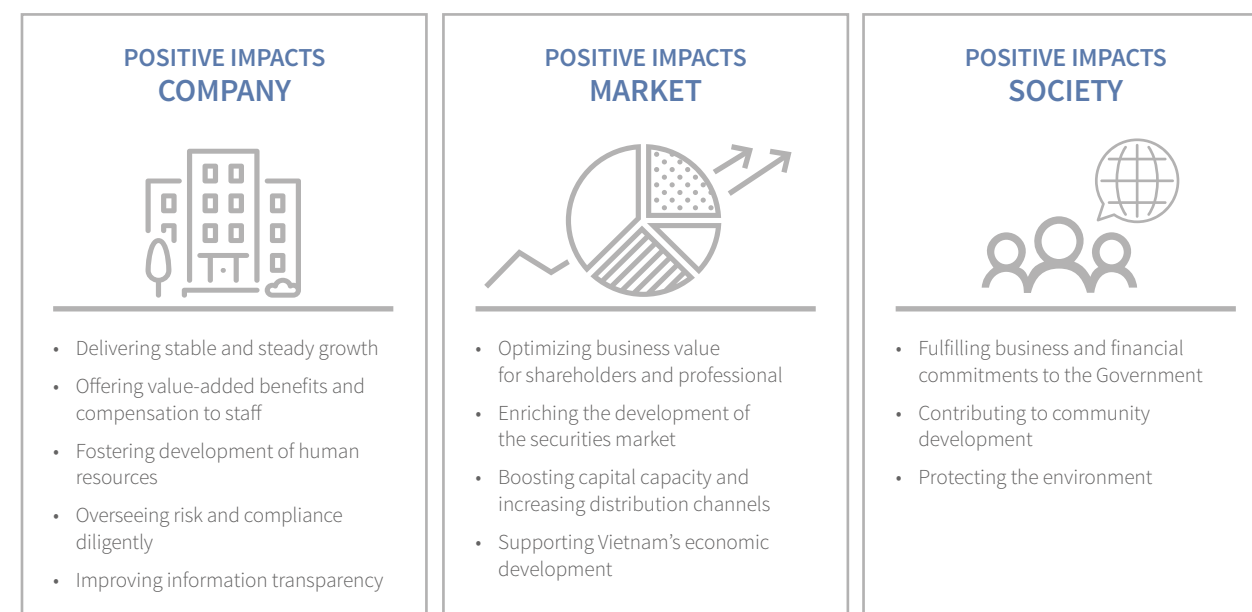 POSITIVE IMPACTS
COMPANY
• Delivering stable and steady growth
• Offering value-added benefits and
compensation to staff
• Fostering development of human
resources
• Overseeing risk and compliance
diligently
• Improving information transparency
POSITIVE IMPACTS
MARKET
• Optimizing business value
for shareholders and professional
• Enriching the development of
the securities market
• Boosting capital capacity and
increasing distribution channels
• Supporting Vietnam’s economic
development
POSITIVE IMPACTS
SOCIETY
• Fulfilling business and financial
commitments to the Government
• Contributing to community
development
• Protecting the environment